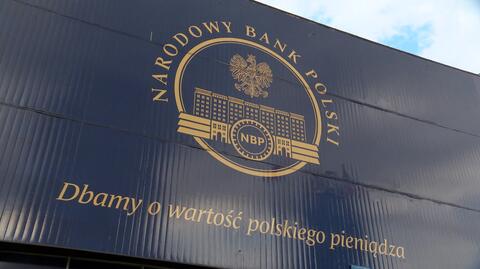 NARODOWY BANK POLSKI
NBP
Dbamy o wartość polskiego pieniądza